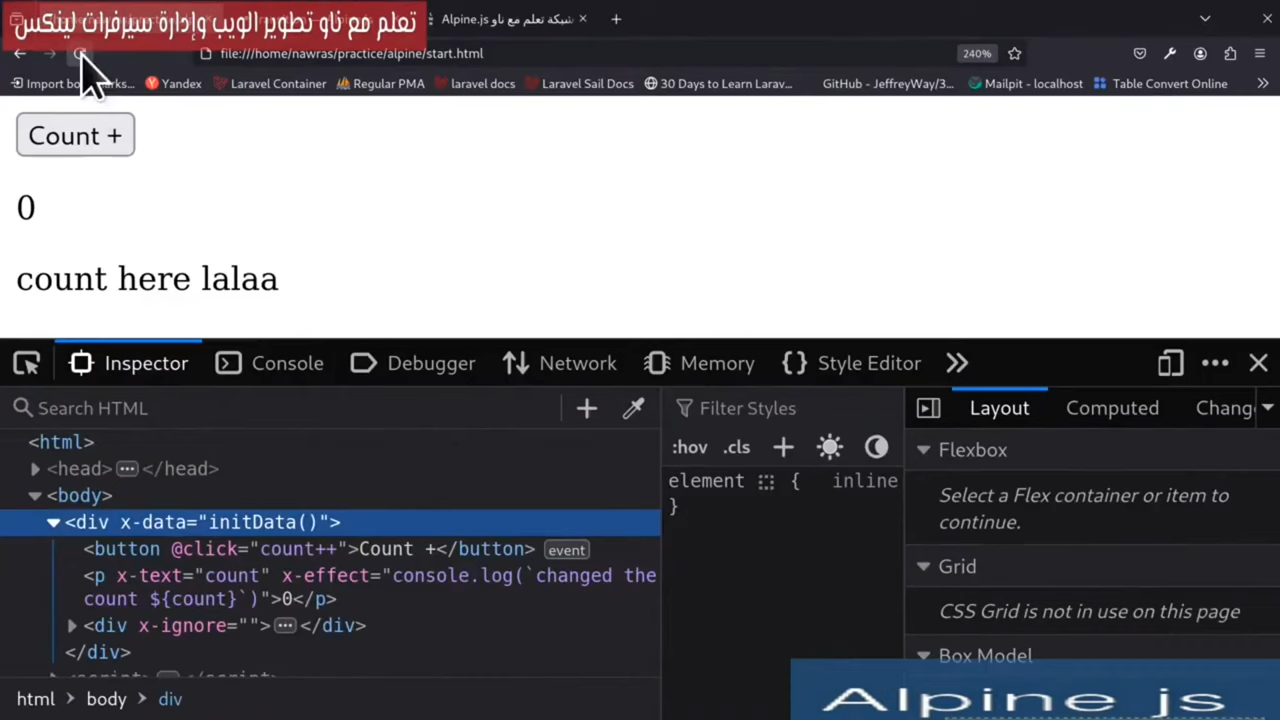 تعلم مع ناو تطوير الويب وإدارة سيرفرات لينكس
شبكة تعلم مع ناو Alpine.js
file:///home/nawras/practice/alpine/start.html
240%
Import bo
rks...
Yandex
Laravel Container
Regular PMA
laravel docs
Laravel Sail Docs
30 Days to Learn Larav...
GitHub - JeffreyWay/3...
Mailpit - localhost
Table Convert Online
Count +
0
count here lalaa
Inspector
Console
Debugger
Network
Memory
Style Editor
Search HTML
Filter Styles
Layout
Computed
Chang
:hov .cls
<html>
<head> ... </head>
<body>
<div x-data="initData()">
<button @click="count++">Count +</button> event
<p x-text="count" x-effect="console.log(`changed the
count ${count}`)">0</p>
<div x-ignore=""> ... </div>
</div>
element { inline
}
Flexbox
Select a Flex container or item to
continue.
Grid
CSS Grid is not in use on this page
Box Model
html > body > div
Alpine js